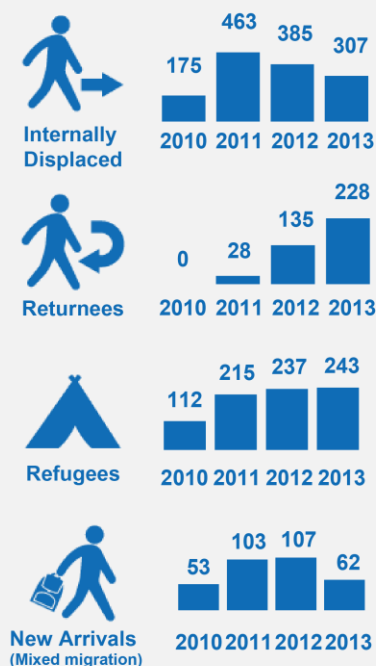 463
385
307
175
Internally
Displaced
2010 2011 2012 2013
228
135
28
0
Returnees
2010 2011 2012 2013
243
237
215
112
Refugees
2010 2011 2012 2013
103
107
53
62
New Arrivals
(Mixed migration)
2010 2011 2012 2013